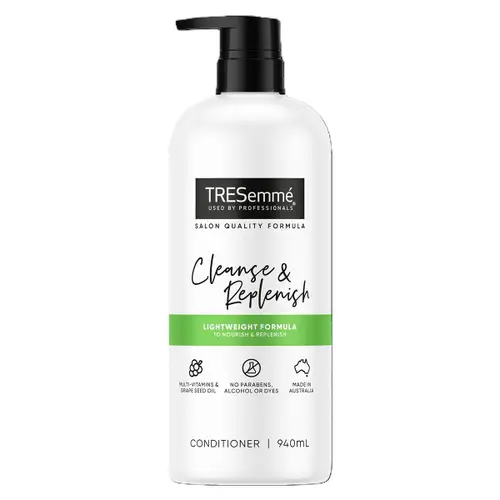 TRESemmé®
USED BY PROFESSIONALS
SALON QUALITY FORMULA
Cleanse &
Replenish
LIGHTWEIGHT FORMULA
TO NOURISH & REPLENISH
MULTI-VITAMINS &
GRAPE SEED OIL
NO PARABENS,
ALCOHOL OR DYES
MADE IN
AUSTRALIA
CONDITIONER | 940mL